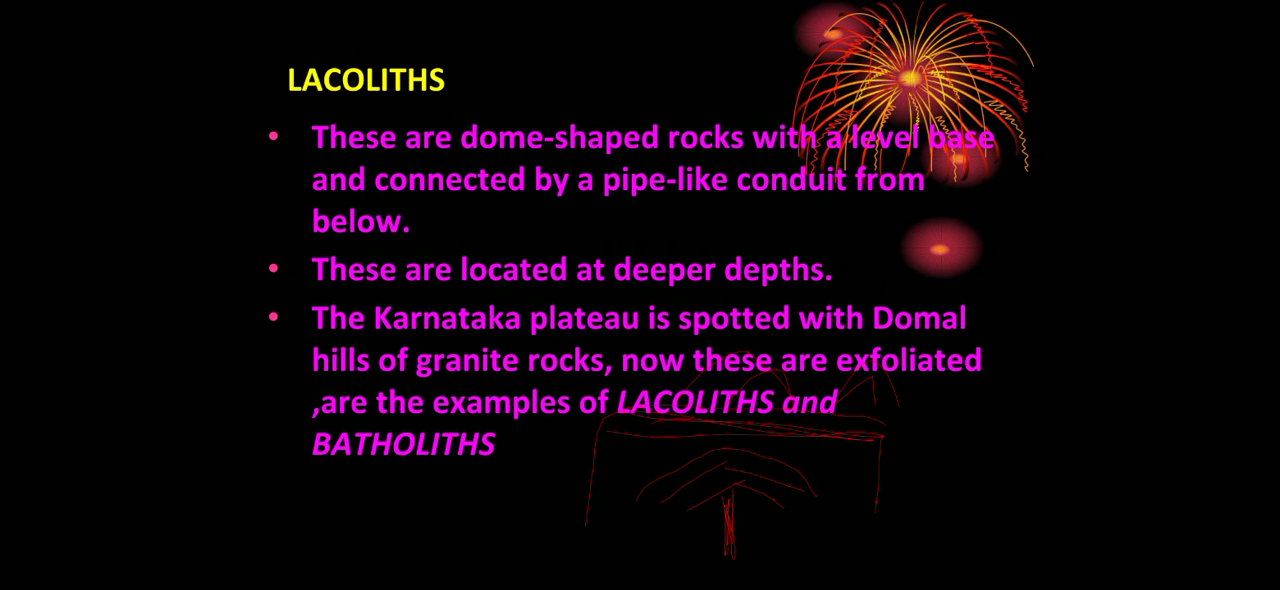 LACOLITHS
• These are dome-shaped rocks with a level base
and connected by a pipe-like conduit from
below.
• These are located at deeper depths.
• The Karnataka plateau is spotted with Domal
hills of granite rocks, now these are exfoliated
,are the examples of LACOLITHS and
BATHOLITHS